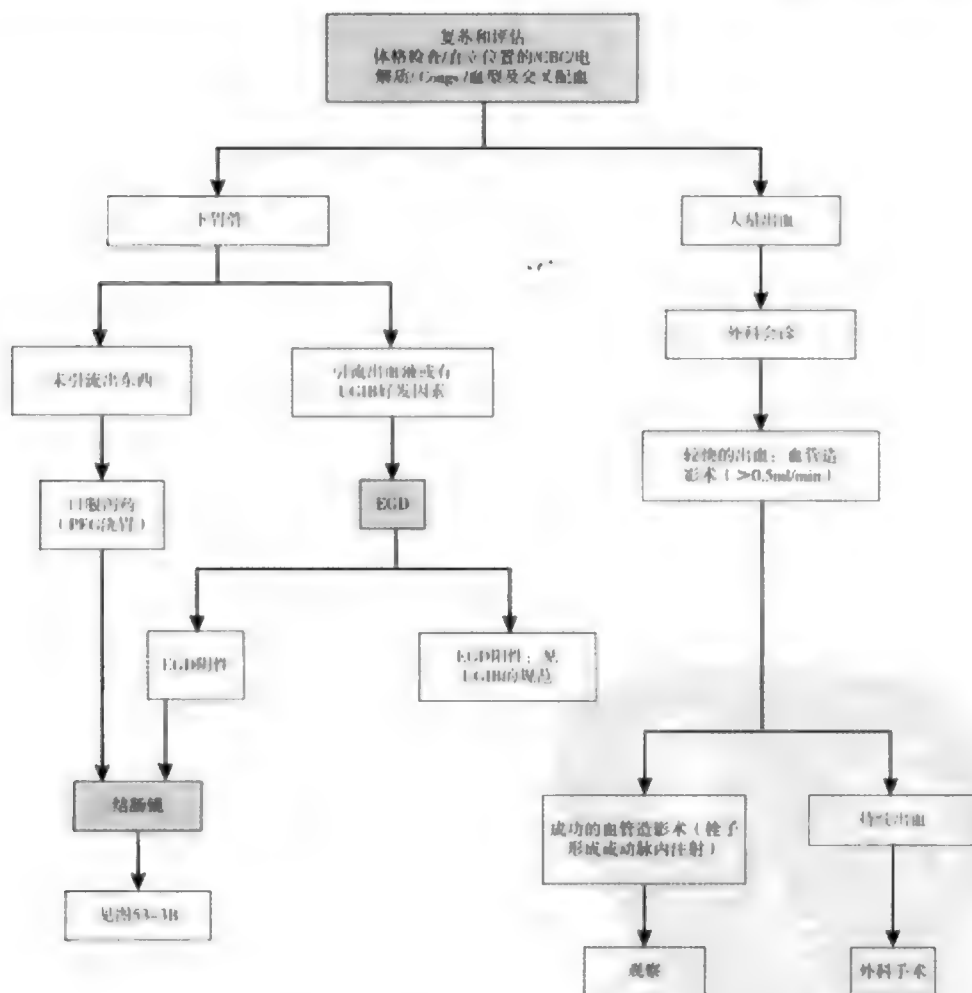 复苏和评估
体格检查/直立位置的/CBC/电
解质/Coags/血型及交叉配血
下胃管
大量出血
外科会诊
未引流出东西
引流出血液或有
UGIB好发因素
较快的出血：血管造
影术（≥0.5ml/min）
口服泻药
（PEG洗胃）
EGD
EGD阴性
EGD阳性：见
UGIB的规范
结肠镜
成功的血管造影术（栓子
形成或动脉内注射）
持续出血
见图53-3B
观察
外科手术